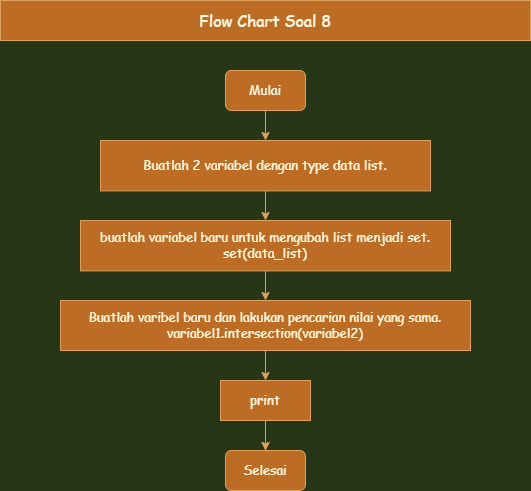 Flow Chart Soal 8
Mulai
Buatlah 2 variabel dengan type data list.
buatlah variabel baru untuk mengubah list menjadi set.
set(data_list)
Buatlah varibel baru dan lakukan pencarian nilai yang sama.
variabel1.intersection(variabel2)
print
Selesai